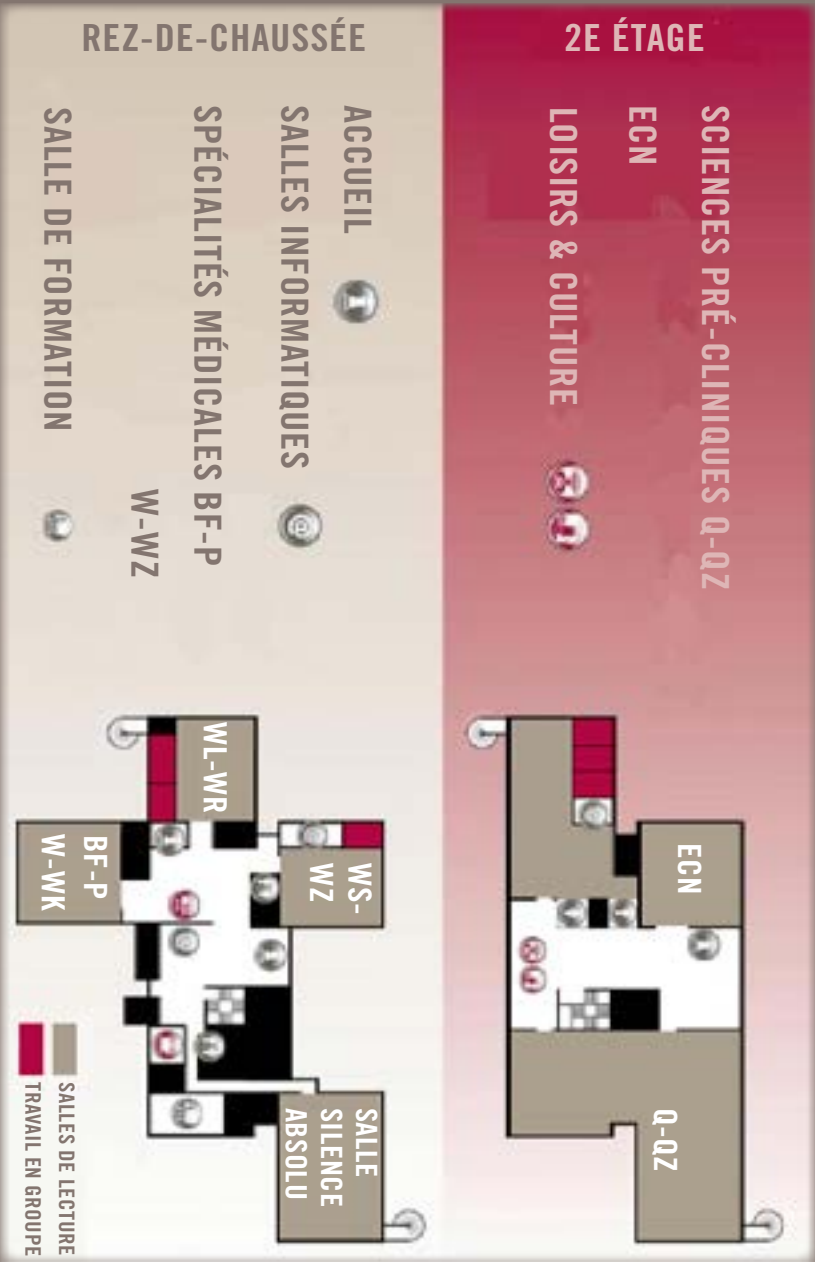 REZ-DE-CHAUSSÉE
ACCUEIL
SALLES INFORMATIQUES
SPÉCIALITÉS MÉDICALES BF-P
W-WZ
SALLE DE FORMATION
WS-
WZ
WL-WR
BF-P
W-WK
SALLE
SILENCE
ABSOLU
SALLES DE LECTURE
TRAVAIL EN GROUPE
2E ÉTAGE
SCIENCES PRÉ-CLINIQUES Q-QZ
ECN
LOISIRS & CULTURE
ECN
Q-QZ